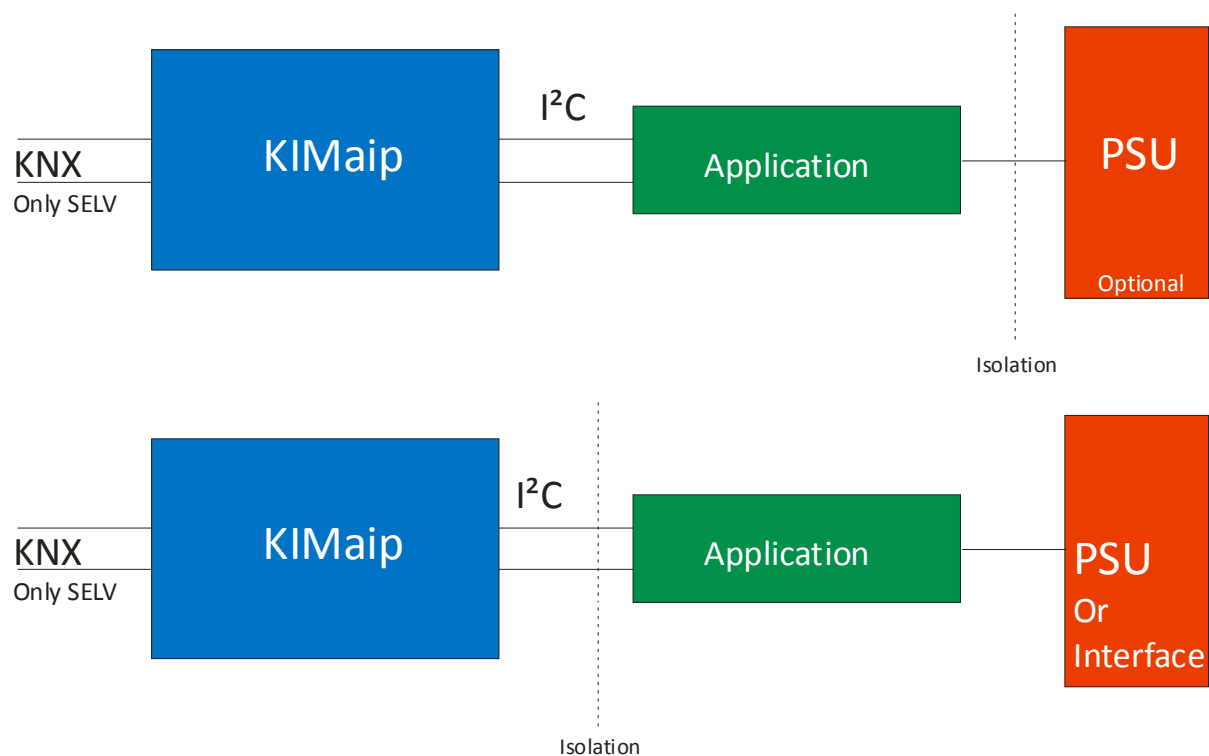 I²C
KIMaip
Application
PSU
KNX
Only SELV
Optional
Isolation
I²C
KIMaip
Application
PSU
Or
Interface
KNX
Only SELV
Isolation